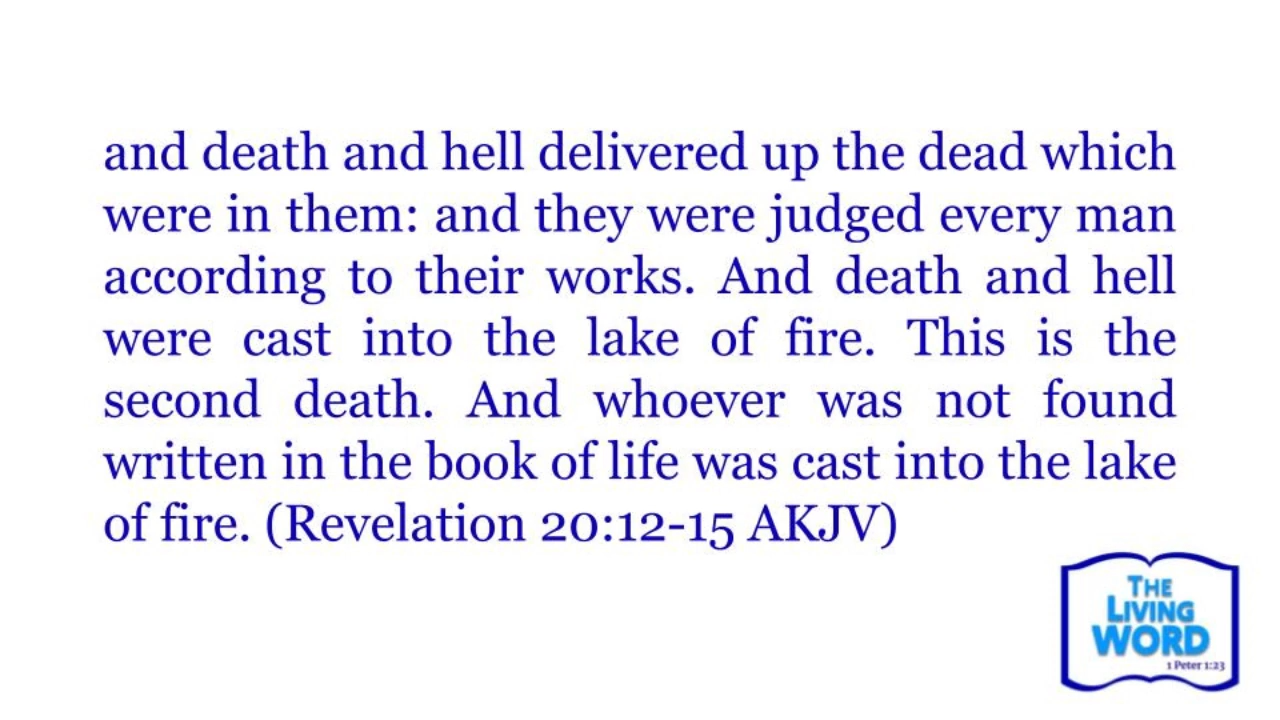 and death and hell delivered up the dead which
were in them: and they were judged every man
according to their works. And death and hell
were cast into the lake of fire. This is the
second death. And whoever was not found
written in the book of life was cast into the lake
of fire. (Revelation 20:12-15 AKJV)
THE
LIVING
WORD
1 Peter 1:23